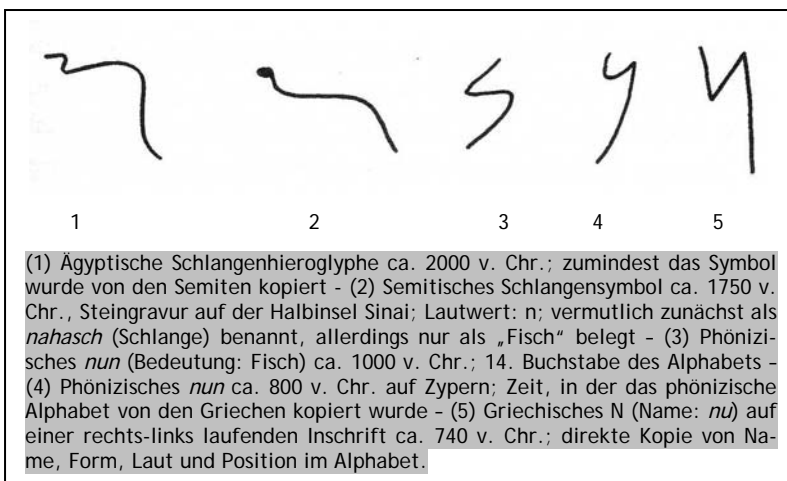 1 2 3 4 5
(1) Ägyptische Schlangenhieroglyphe ca. 2000 v. Chr.; zumindest das Symbol
wurde von den Semiten kopiert - (2) Semitisches Schlangensymbol ca. 1750 v.
Chr., Steingravur auf der Halbinsel Sinai; Lautwert: n; vermutlich zunächst als
nahasch (Schlange) benannt, allerdings nur als „Fisch“ belegt – (3) Phönizi-
sches nun (Bedeutung: Fisch) ca. 1000 v. Chr.; 14. Buchstabe des Alphabets –
(4) Phönizisches nun ca. 800 v. Chr. auf Zypern; Zeit, in der das phönizische
Alphabet von den Griechen kopiert wurde – (5) Griechisches N (Name: nu) auf
einer rechts-links laufenden Inschrift ca. 740 v. Chr.; direkte Kopie von Na-
me, Form, Laut und Position im Alphabet.